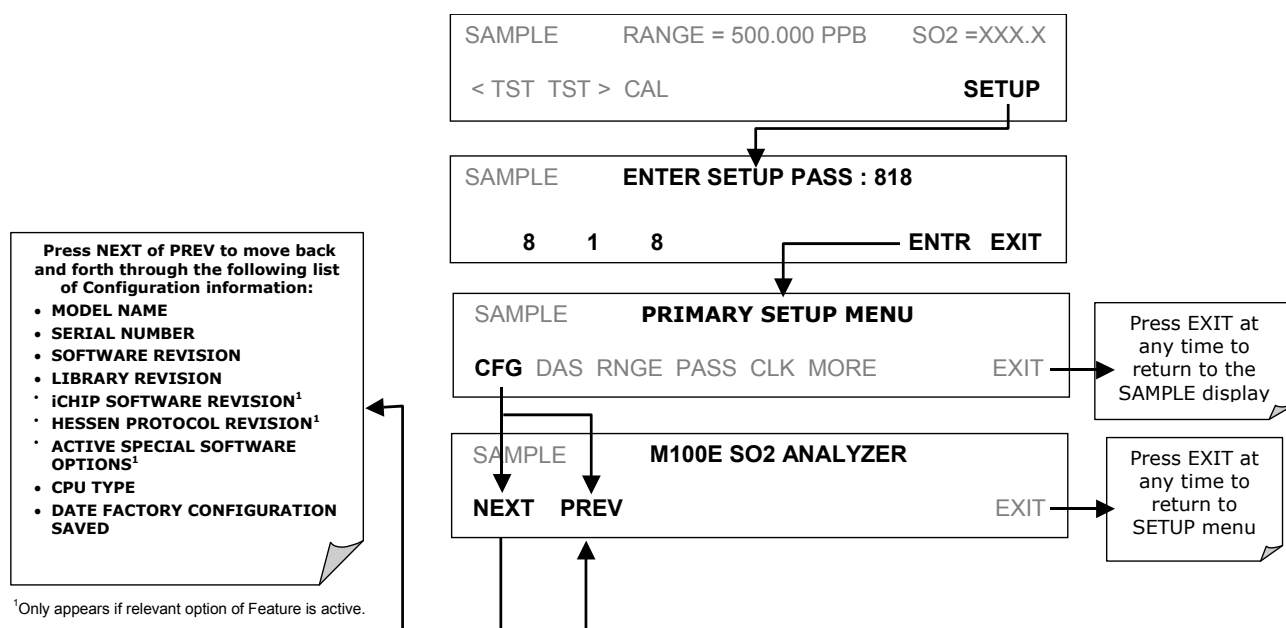 SAMPLE RANGE = 500.000 PPB SO2 =XXX.X
< TST TST > CAL SETUP
SAMPLE ENTER SETUP PASS : 818
8 1 8 ENTR EXIT
SAMPLE PRIMARY SETUP MENU
CFG DAS RNGE PASS CLK MORE EXIT
Press EXIT at
any time to
return to the
SAMPLE display
SAMPLE M100E SO2 ANALYZER
NEXT PREV EXIT
Press EXIT at
any time to
return to
SETUP menu
Press NEXT of PREV to move back
and forth through the following list
of Configuration information:
• MODEL NAME
• SERIAL NUMBER
• SOFTWARE REVISION
• LIBRARY REVISION
• iCHIP SOFTWARE REVISION¹
• HESSEN PROTOCOL REVISION¹
• ACTIVE SPECIAL SOFTWARE
OPTIONS¹
• CPU TYPE
• DATE FACTORY CONFIGURATION
SAVED
¹Only appears if relevant option of Feature is active.